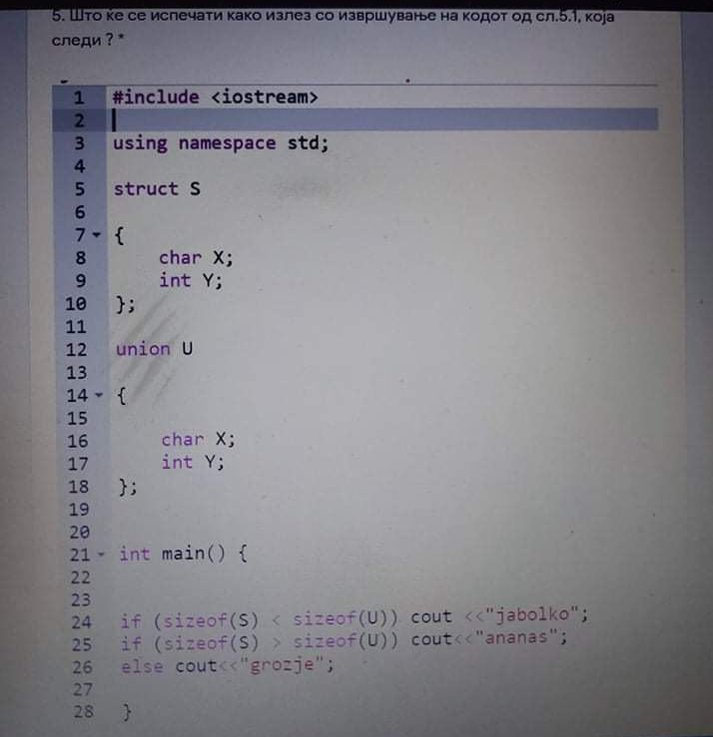 5. Што ќе се испечати како излез со извршување на кодот од сл.5.1, која
следи ? *
1 #include <iostream>
2
3 using namespace std;
4
5 struct S
6
7 {
8 char X;
9 int Y;
10 };
11
12 union U
13
14 {
15
16 char X;
17 int Y;
18 };
19
20
21 int main() {
22
23
24 if (sizeof(S) < sizeof(U)) cout <<"jabolko";
25 if (sizeof(S) > sizeof(U)) cout<<"ananas";
26 else cout<<"grozje";
27
28 }